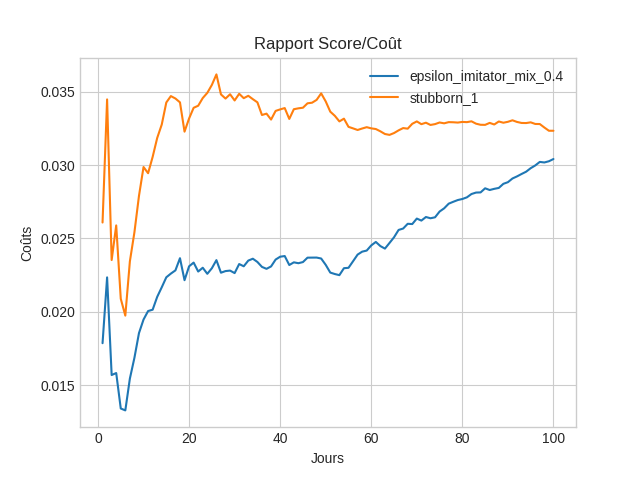 Rapport Score/Coût
epsilon_imitator_mix_0.4
stubborn_1
Coûts
0.035
0.030
0.025
0.020
0.015
0 20 40 60 80 100
Jours